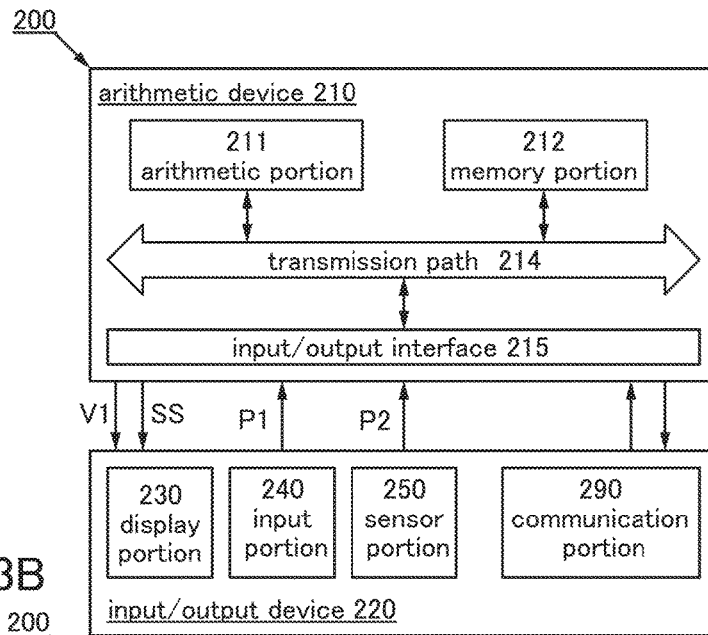 200
arithmetic device 210
211
arithmetic portion
212
memory portion
transmission path 214
input/output interface 215
V1
SS
P1
P2
230
display
portion
240
input
portion
250
sensor
portion
290
communication
portion
input/output device 220
3B
200